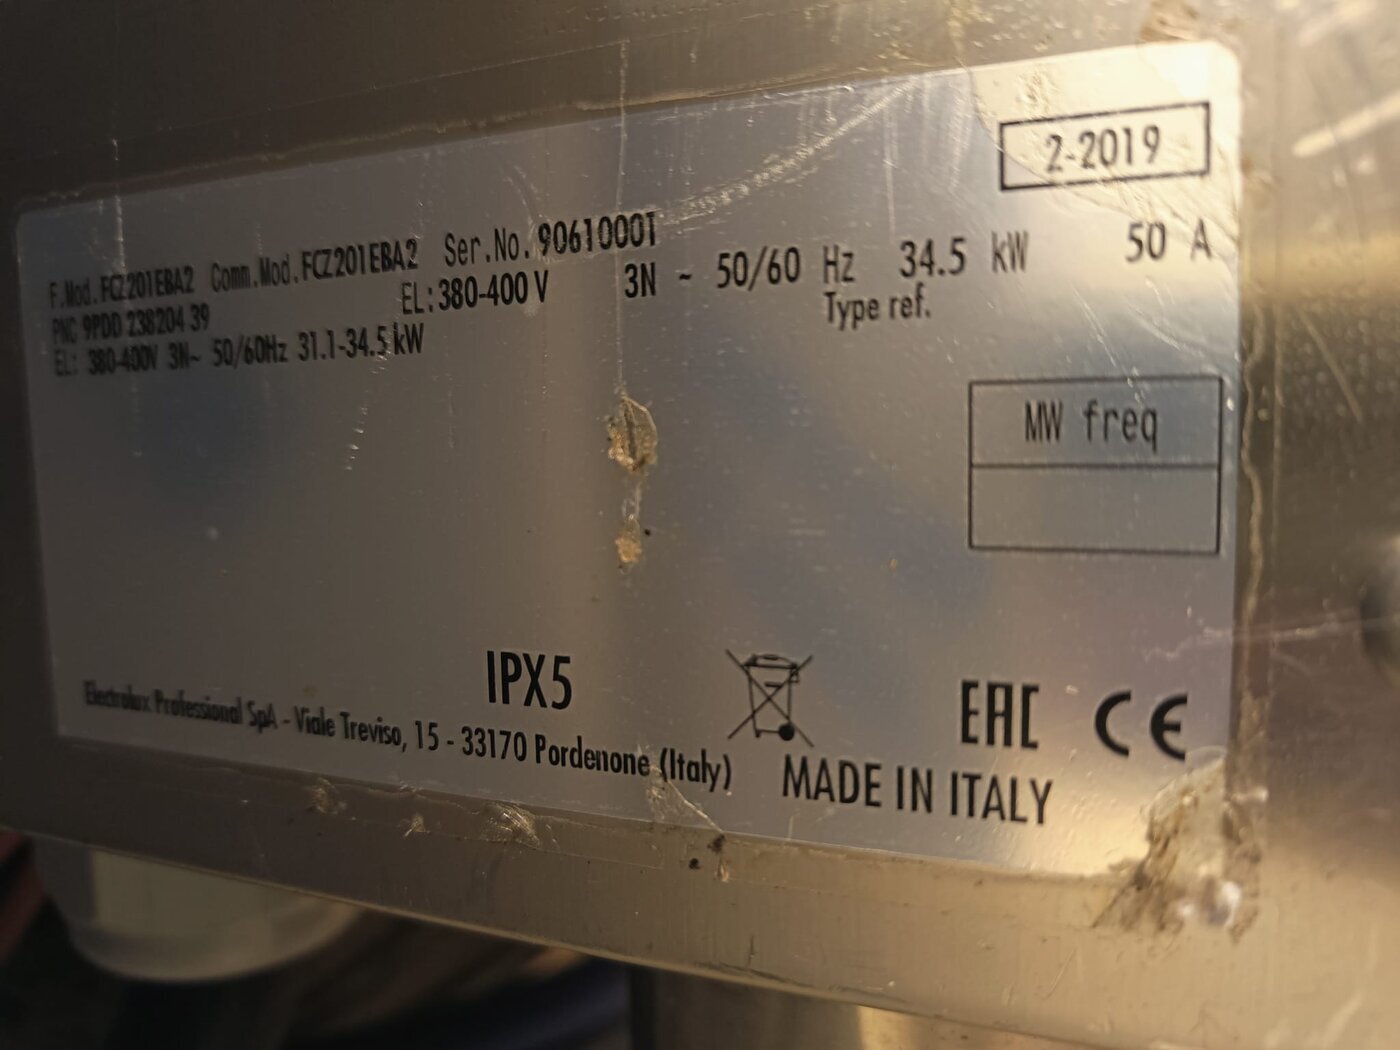 2-2019
F.Mod. FCZ201EBA2 Comm.Mod. FCZ201EBA2 Ser.No. 90610001
PNC 9PDD 238204 39 EL: 380-400 V 3N ~ 50/60 Hz 34.5 kW 50 A
EL: 380-400V 3N~ 50/60Hz 31.1-34.5 kW Type ref.
MW freq
IPX5
EAC CE
Electrolux Professional SpA - Viale Treviso, 15 - 33170 Pordenone (Italy)
MADE IN ITALY